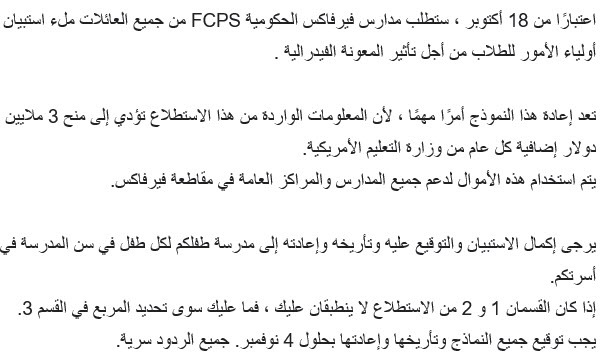 اعتبارًا من 18 أكتوبر ، ستطلب مدارس فيرفاكس الحكومية FCPS من جميع العائلات ملء استبيان
أولياء الأمور للطلاب من أجل تأثير المعونة الفيدرالية .
تعد إعادة هذا النموذج أمرًا مهمًا ، لأن المعلومات الواردة من هذا الاستطلاع تؤدي إلى منح 3 ملايين
دولار إضافية كل عام من وزارة التعليم الأمريكية.
يتم استخدام هذه الأموال لدعم جميع المدارس والمراكز العامة في مقاطعة فيرفاكس.
يرجى إكمال الاستبيان والتوقيع عليه وتأريخه وإعادته إلى مدرسة طفلكم لكل طفل في سن المدرسة في
أسرتكم.
إذا كان القسمان 1 و 2 من الاستطلاع لا ينطبقان عليك ، فما عليك سوى تحديد المربع في القسم 3.
يجب توقيع جميع النماذج وتأريخها وإعادتها بحلول 4 نوفمبر. جميع الردود سرية.